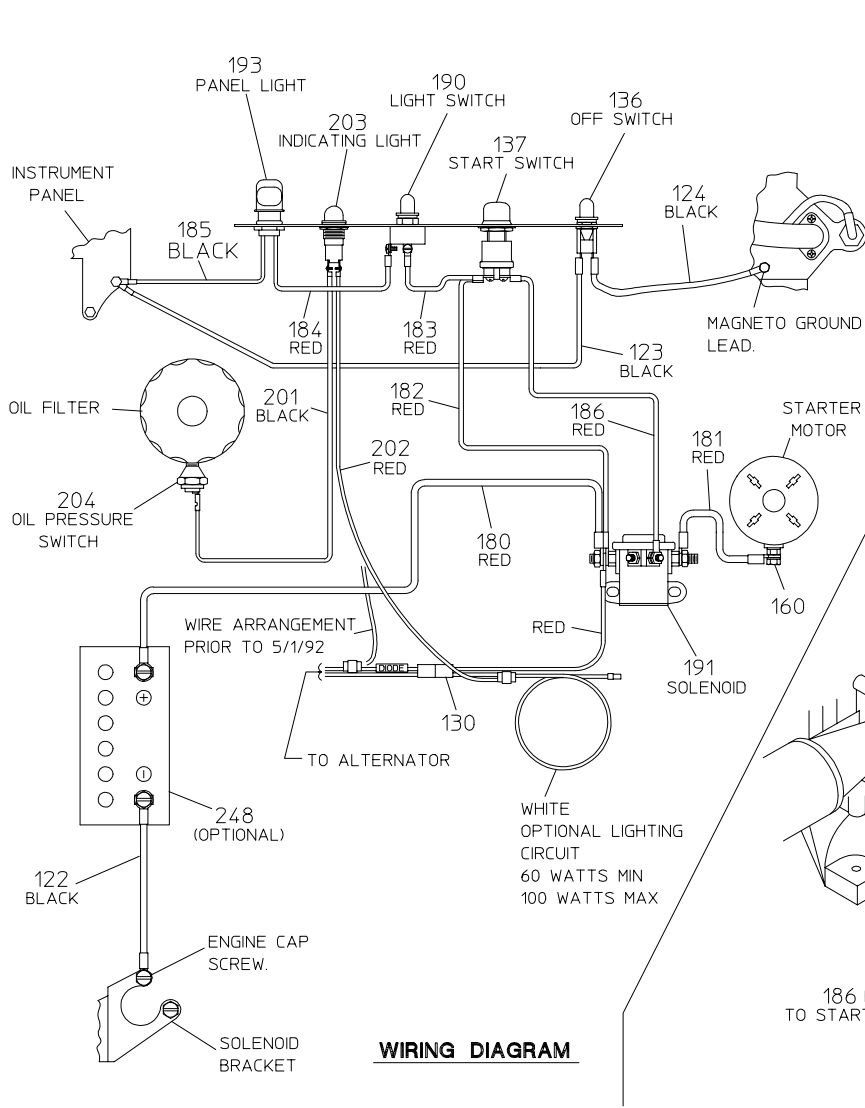 193
PANEL LIGHT
190
LIGHT SWITCH
203
INDICATING LIGHT
136
OFF SWITCH
137
START SWITCH
INSTRUMENT
PANEL
185
BLACK
124
BLACK
184
RED
183
RED
MAGNETO GROUND
LEAD.
123
BLACK
OIL FILTER
201
BLACK
182
RED
186
RED
STARTER
MOTOR
181
RED
202
RED
204
OIL PRESSURE
SWITCH
180
RED
160
WIRE ARRANGEMENT
PRIOR TO 5/1/92
RED
191
SOLENOID
DIODE
130
+
TO ALTERNATOR
−
248
(OPTIONAL)
WHITE
OPTIONAL LIGHTING
CIRCUIT
60 WATTS MIN
100 WATTS MAX
122
BLACK
ENGINE CAP
SCREW.
186
TO START
SOLENOID
BRACKET
WIRING DIAGRAM